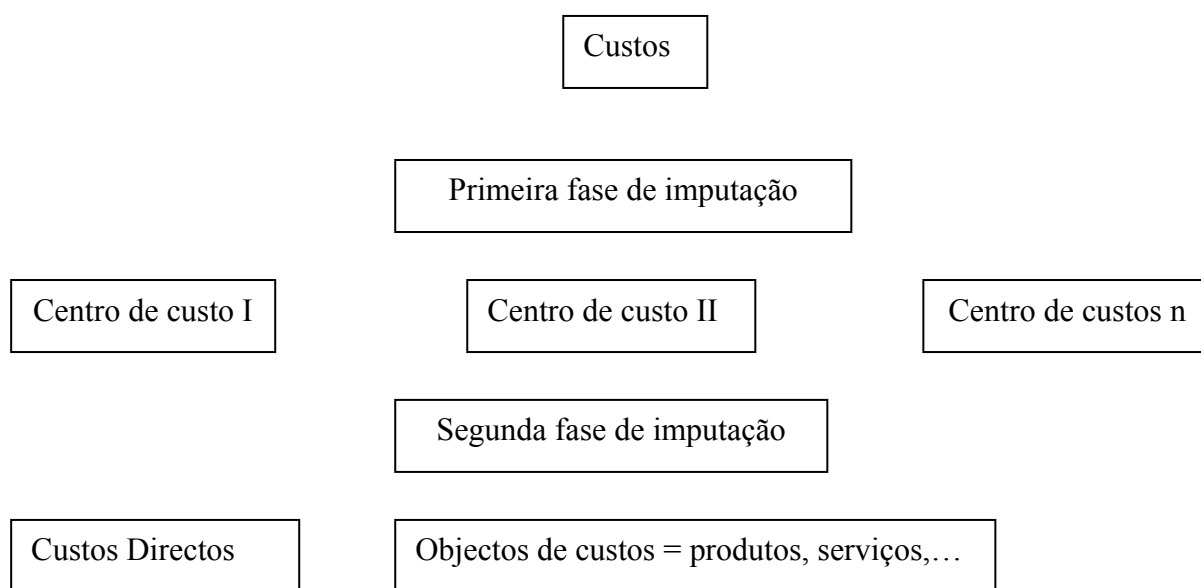 Custos
Primeira fase de imputação
Centro de custo I
Centro de custo II
Centro de custos n
Segunda fase de imputação
Custos Directos
Objectos de custos = produtos, serviços,…